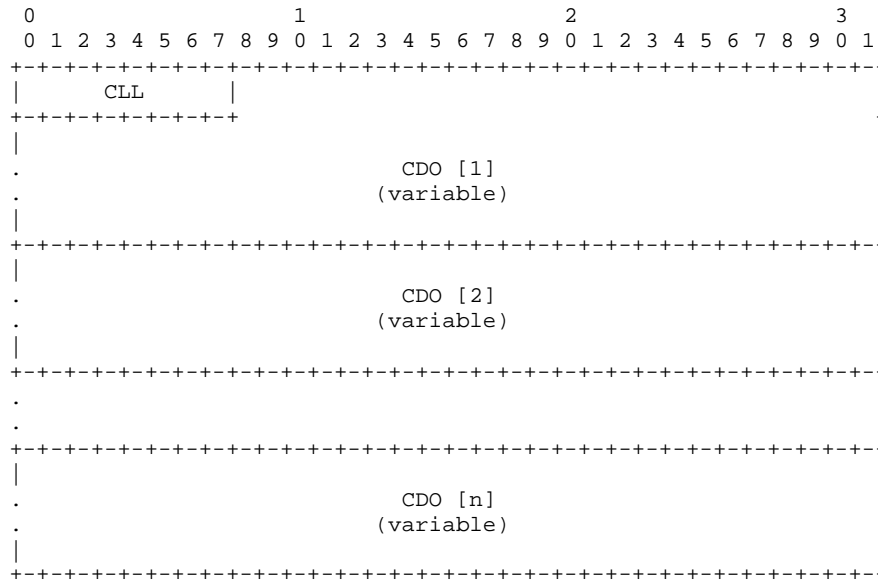 0                   1                   2                   3
 0 1 2 3 4 5 6 7 8 9 0 1 2 3 4 5 6 7 8 9 0 1 2 3 4 5 6 7 8 9 0 1
+-+-+-+-+-+-+-+-+-+-+-+-+-+-+-+-+-+-+-+-+-+-+-+-+-+-+-+-+-+-+-+-
|      CLL      |
+-+-+-+-+-+-+-+-+                                               -
|
.                            CDO [1]
.                          (variable)
|
+-+-+-+-+-+-+-+-+-+-+-+-+-+-+-+-+-+-+-+-+-+-+-+-+-+-+-+-+-+-+-+-
|
.                            CDO [2]
.                          (variable)
|
+-+-+-+-+-+-+-+-+-+-+-+-+-+-+-+-+-+-+-+-+-+-+-+-+-+-+-+-+-+-+-+-
.
.
+-+-+-+-+-+-+-+-+-+-+-+-+-+-+-+-+-+-+-+-+-+-+-+-+-+-+-+-+-+-+-+-
|
.                            CDO [n]
.                          (variable)
|
+-+-+-+-+-+-+-+-+-+-+-+-+-+-+-+-+-+-+-+-+-+-+-+-+-+-+-+-+-+-+-+-